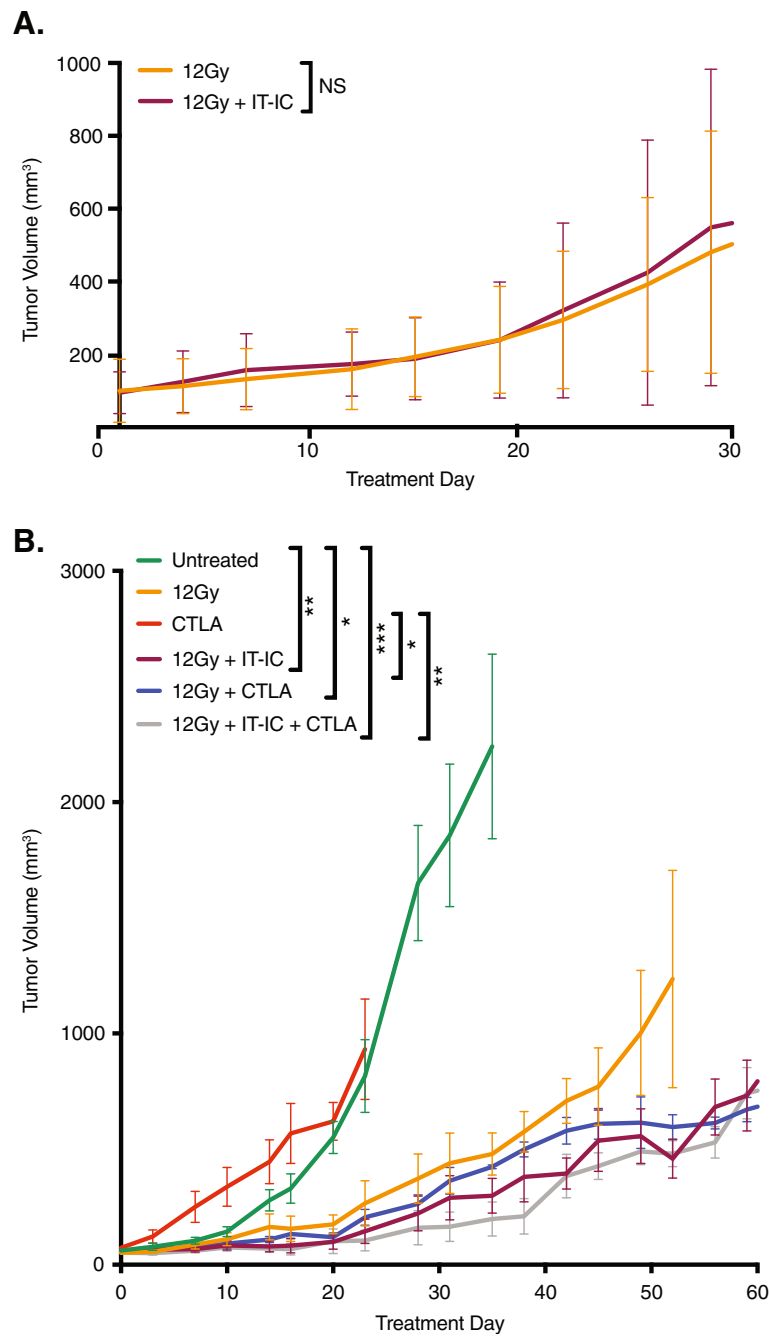 A.
12Gy
12Gy + IT-IC
NS
1000
800
600
400
200
0
10
20
30
Tumor Volume (mm³)
Treatment Day
B.
Untreated
12Gy
CTLA
12Gy + IT-IC
12Gy + CTLA
12Gy + IT-IC + CTLA
**
*
***
*
**
3000
2000
1000
0
0
10
20
30
40
50
60
Tumor Volume (mm³)
Treatment Day